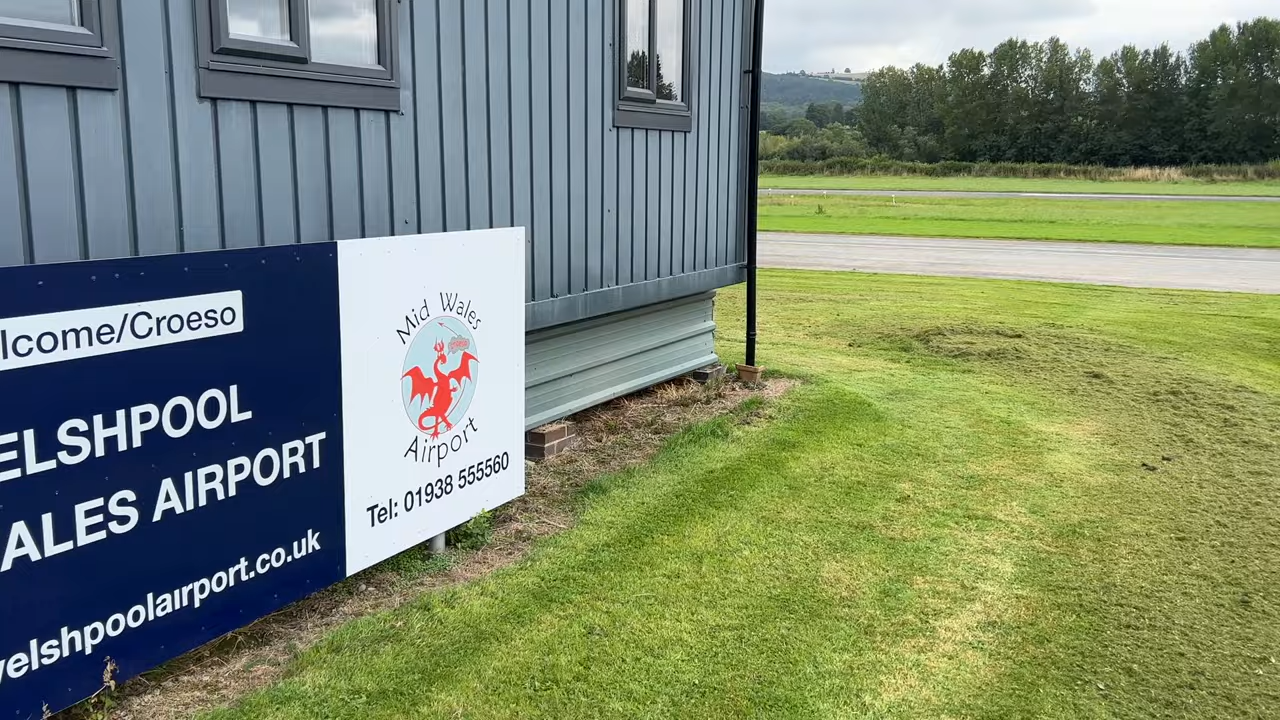 lcome/Croeso
ELSHPOOL
ALES AIRPORT
elshpoolairport.co.uk
Mid Wales
Airport
Tel: 01938 555560